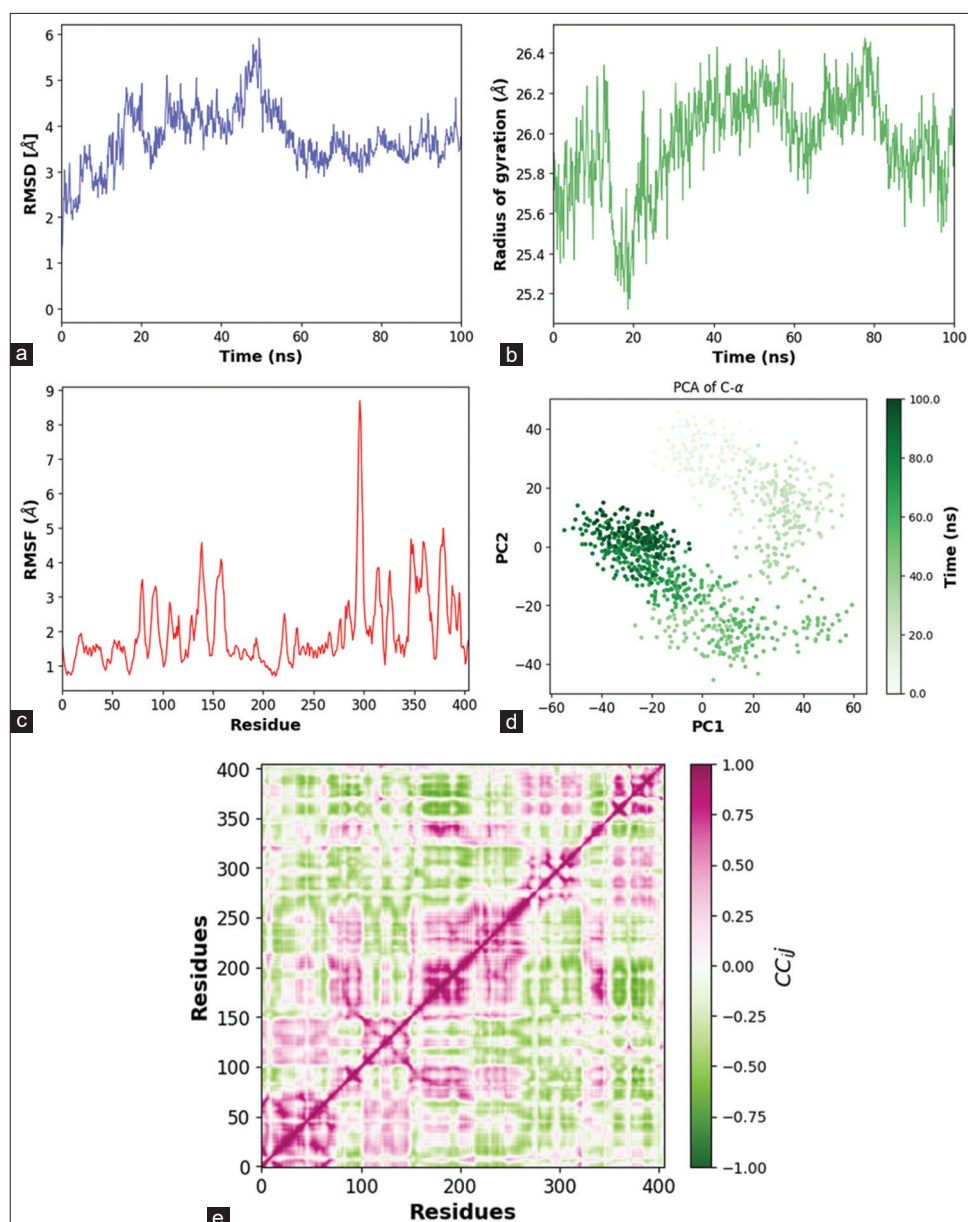 6
5
4
3
2
1
0
RMSD [Å]
0 20 40 60 80 100
Time (ns)
a
26.4
26.2
26.0
25.8
25.6
25.4
25.2
Radius of gyration (Å)
0 20 40 60 80 100
Time (ns)
b
9
8
7
6
5
4
3
2
1
RMSF (Å)
0 50 100 150 200 250 300 350 400
Residue
c
PCA of C-α
40
20
0
−20
−40
PC2
−60 −40 −20 0 20 40 60
PC1
100.0
80.0
60.0
40.0
20.0
0.0
Time (ns)
d
400
350
300
250
200
150
100
50
0
Residues
0 100 200 300 400
Residues
1.00
0.75
0.50
0.25
0.00
−0.25
−0.50
−0.75
−1.00
CCij
e